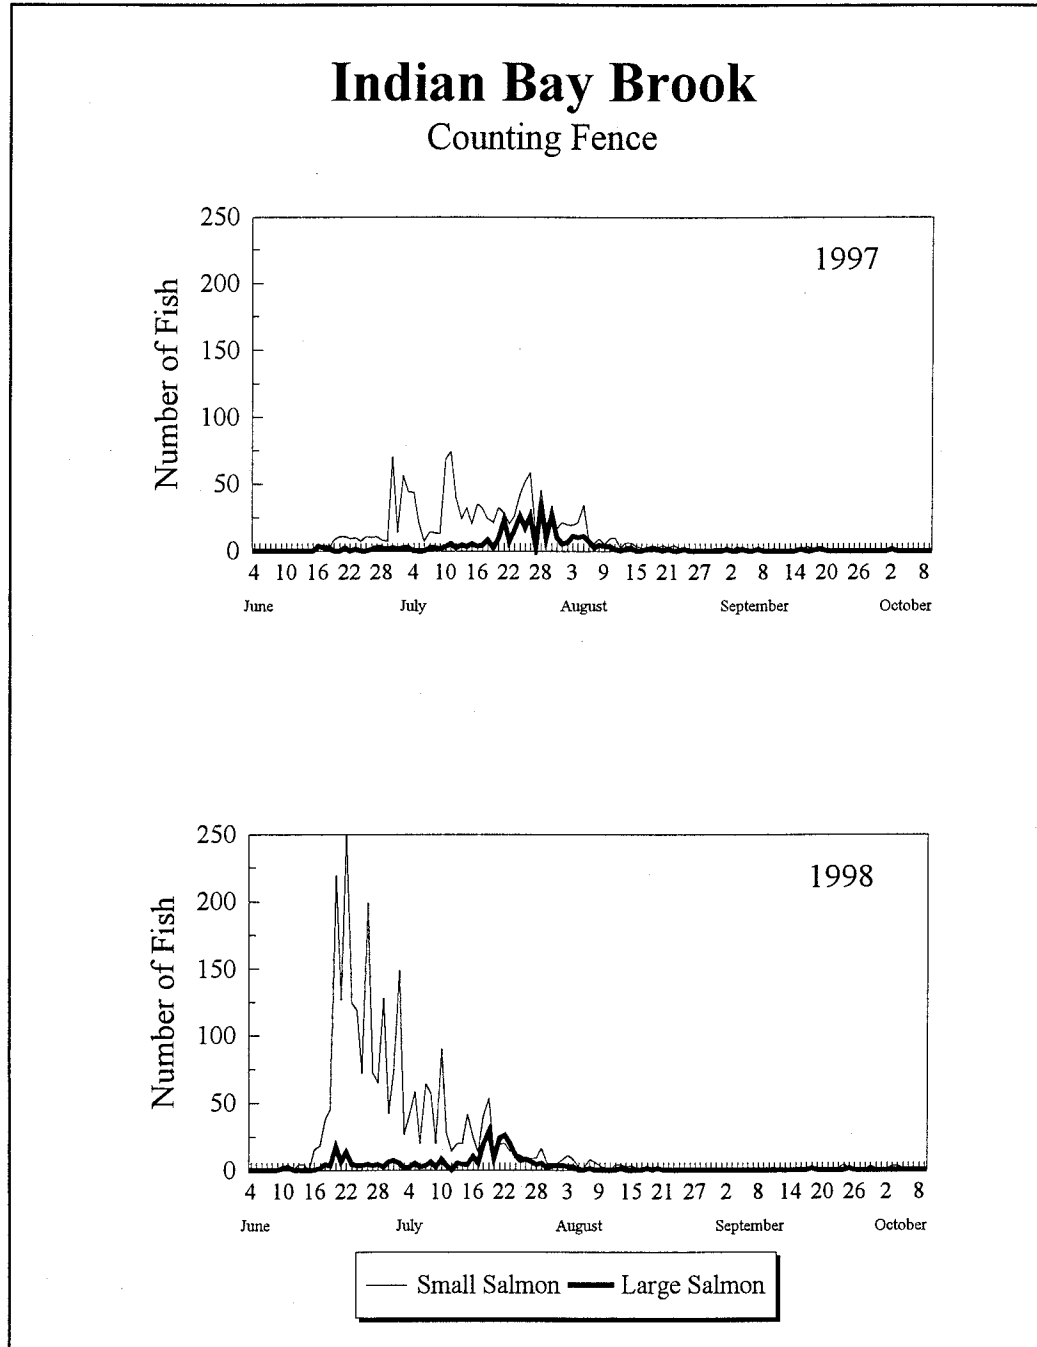 Indian Bay Brook
Counting Fence
250
200
150
100
50
0
Number of Fish
1997
4 10 16 22 28 4 10 16 22 28 3 9 15 21 27 2 8 14 20 26 2 8
June July August September October
250
200
150
100
50
0
Number of Fish
1998
4 10 16 22 28 4 10 16 22 28 3 9 15 21 27 2 8 14 20 26 2 8
June July August September October
Small Salmon Large Salmon